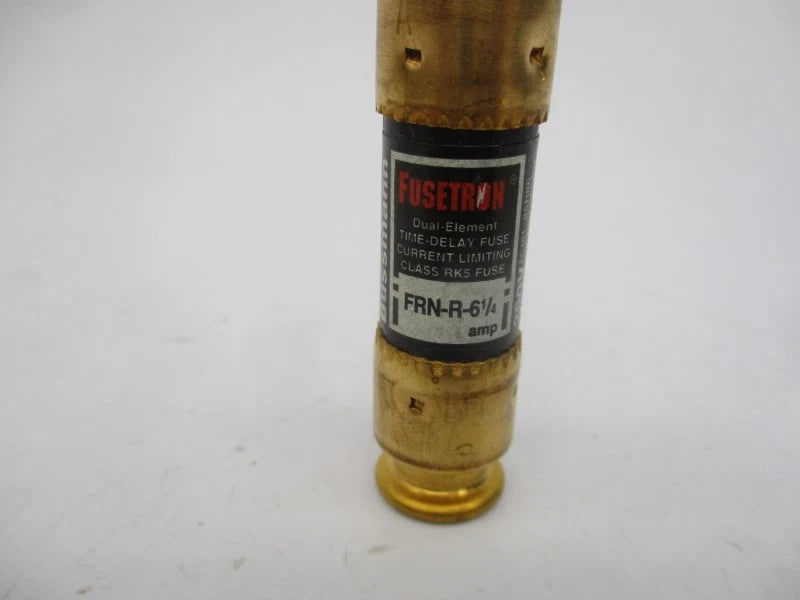 Bussmann
FUSETRON®
Dual-Element
TIME-DELAY FUSE
CURRENT LIMITING
CLASS RK5 FUSE
FRN-R-6¼
amp